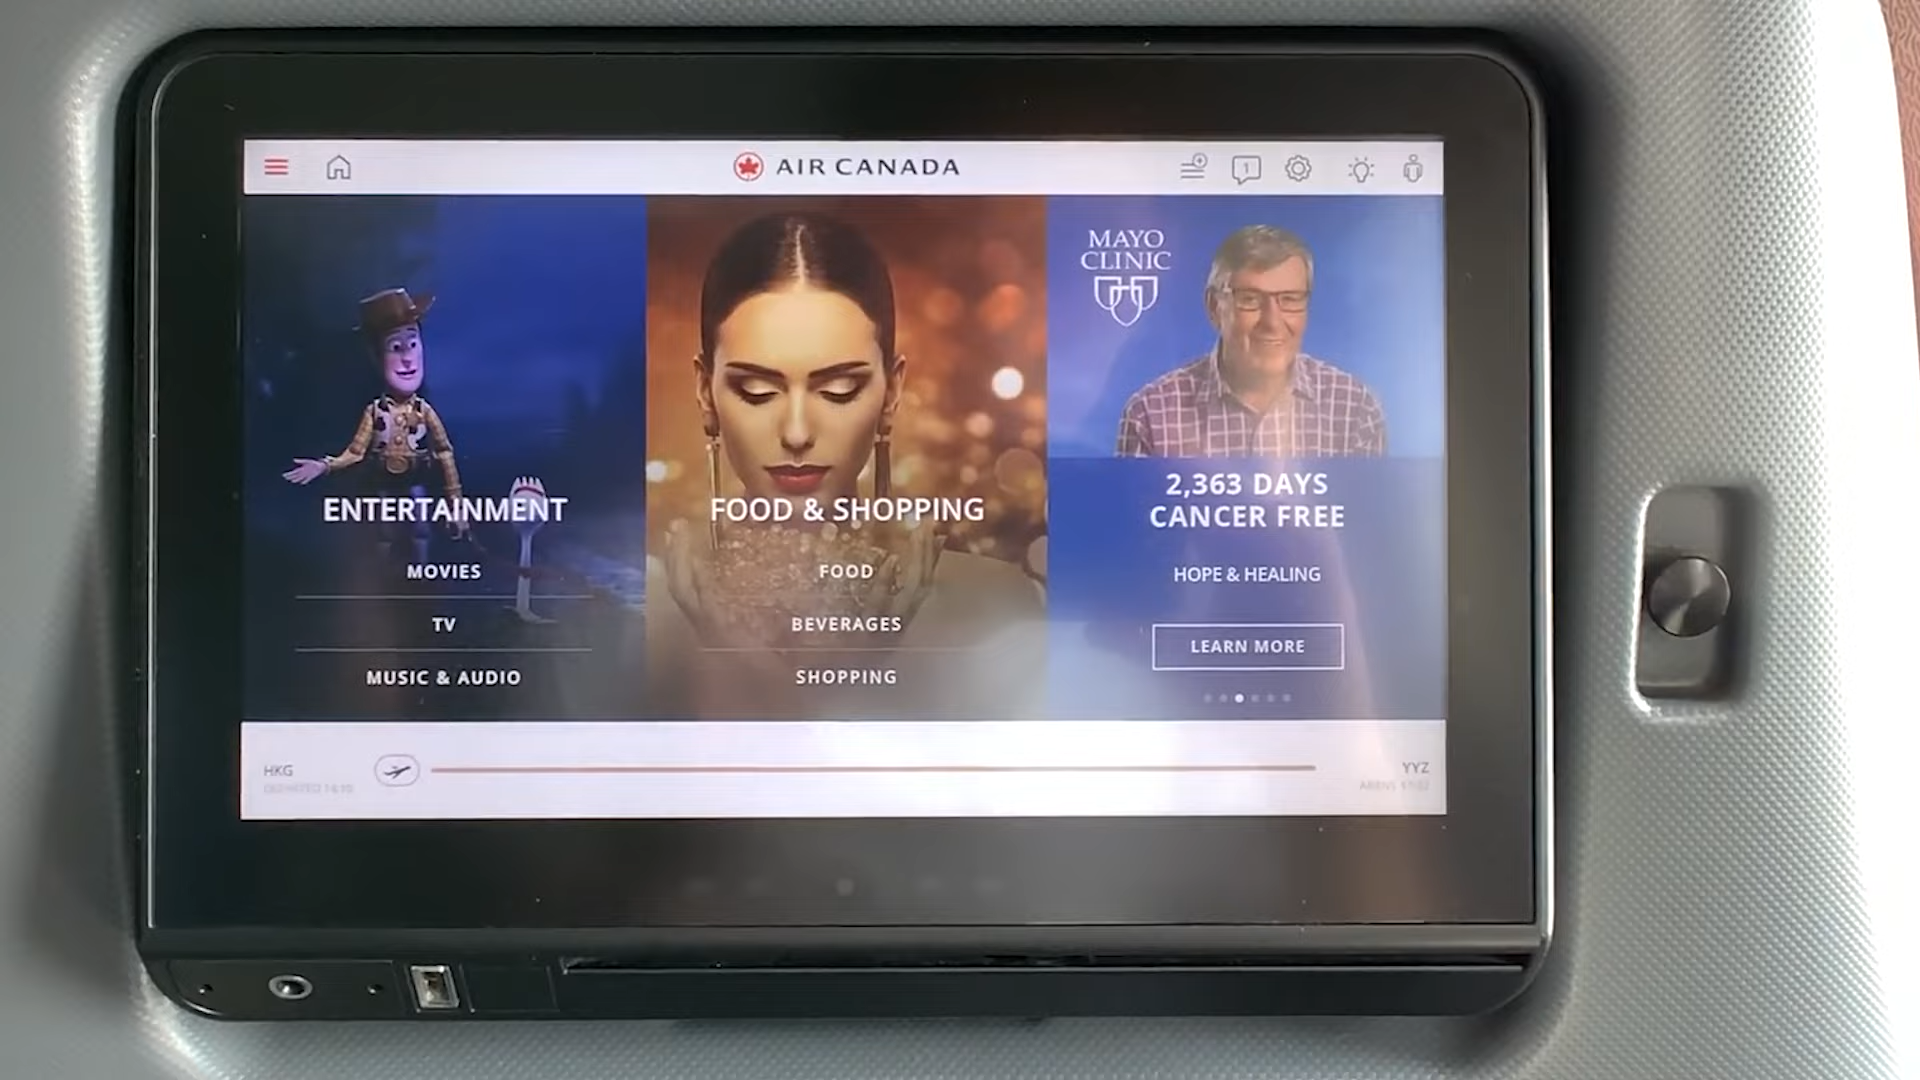 AIR CANADA
1
MAYO
CLINIC
ENTERTAINMENT
MOVIES
TV
MUSIC & AUDIO
FOOD & SHOPPING
FOOD
BEVERAGES
SHOPPING
2,363 DAYS
CANCER FREE
HOPE & HEALING
LEARN MORE
HKG
YYZ